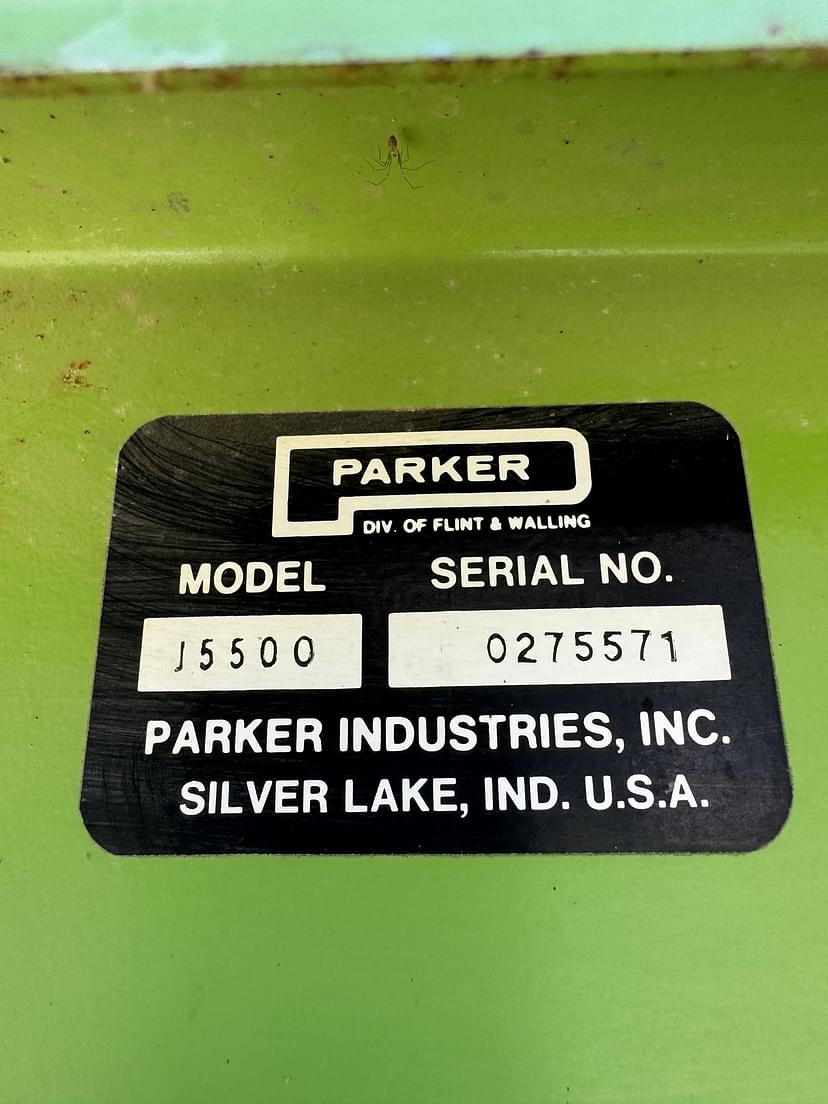 PARKER
DIV. OF FLINT & WALLING
MODEL SERIAL NO.
J5500 0275571
PARKER INDUSTRIES, INC.
SILVER LAKE, IND. U.S.A.